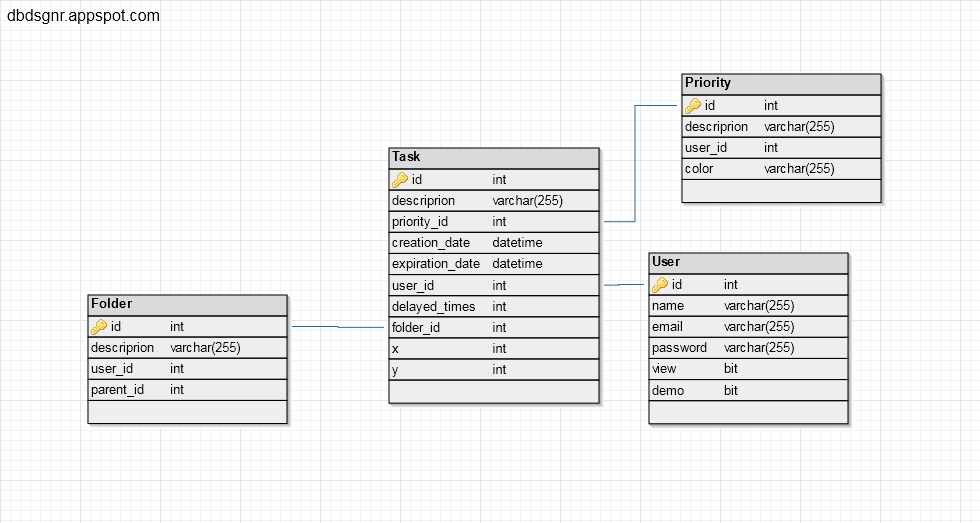 dbdsgnr.appspot.com
Priority
id int
descriprion varchar(255)
user_id int
color varchar(255)
Task
id int
descriprion varchar(255)
priority_id int
creation_date datetime
expiration_date datetime
user_id int
delayed_times int
folder_id int
x int
y int
User
id int
name varchar(255)
email varchar(255)
password varchar(255)
view bit
demo bit
Folder
id int
descriprion varchar(255)
user_id int
parent_id int